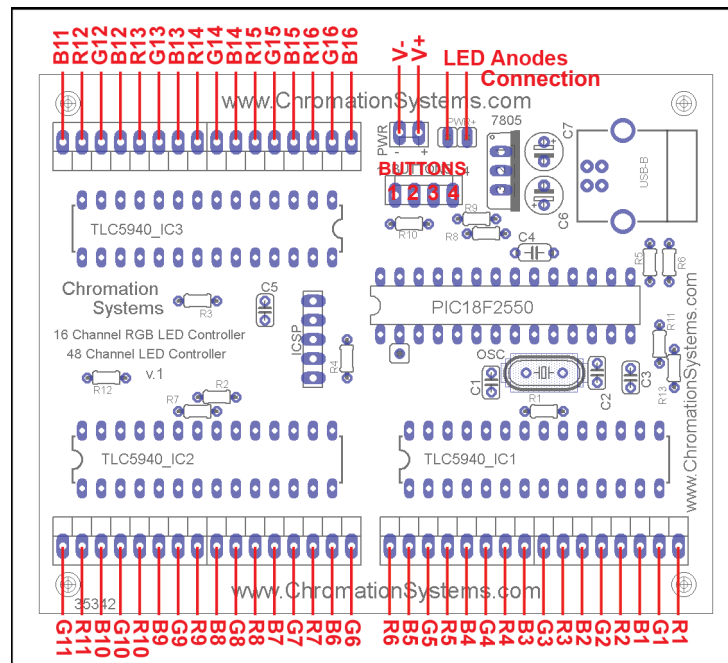 B11 R12 G12 B12 R13 G13 B13 R14 G14 B14 R15 G15 B15 R16 G16 B16
V- V+
LED Anodes
Connection
www.ChromationSystems.com
PWR
- +
PWR+
7805
C7
USB-B
BUTTONS
1 2 3 4
C6
R9
R10
R8
C4
TLC5940_IC3
R5
R6
Chromation
Systems
R3
C5
ICSP
PIC18F2550
16 Channel RGB LED Controller
48 Channel LED Controller
v.1
R4
OSC
R11
R12
R7
R2
C1
C2
C3
R13
R1
TLC5940_IC2
TLC5940_IC1
www.ChromationSystems.com
www.ChromationSystems.com
35342
G11 R11 B10 G10 R10 B9 G9 R9 B8 G8 R8 B7 G7 R7 B6 G6 R6 B5 G5 R5 B4 G4 R4 B3 G3 R3 B2 G2 R2 B1 G1 R1